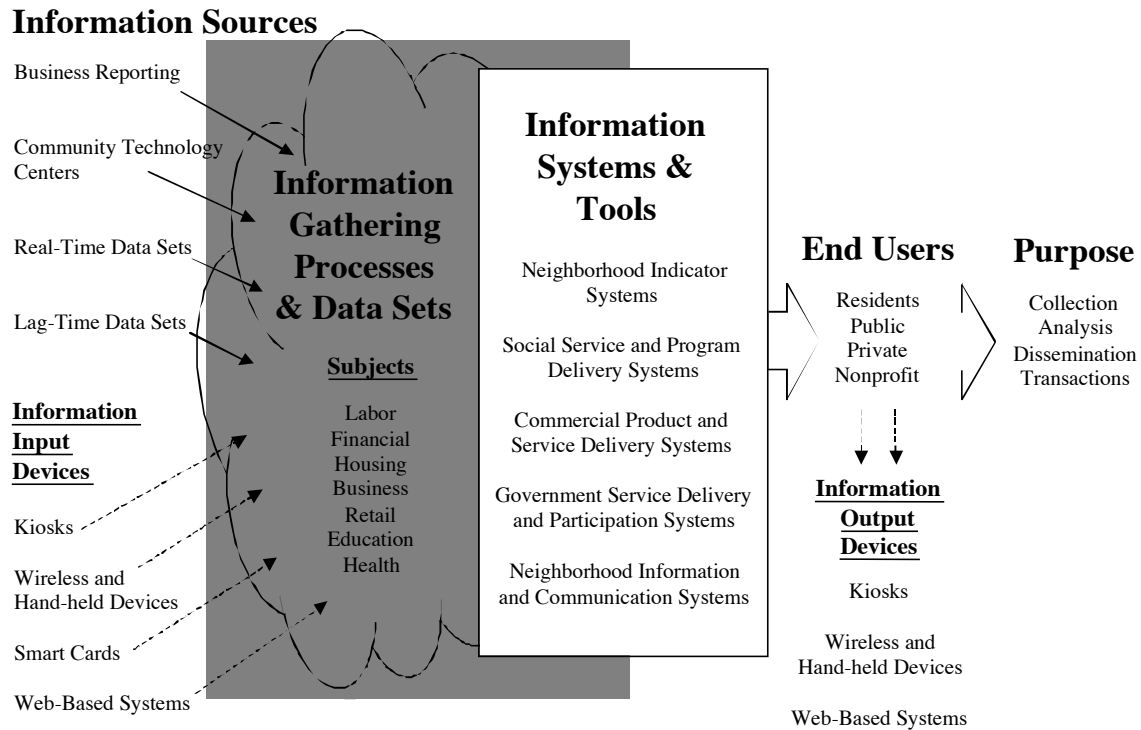 Information Sources
Business Reporting
Community Technology
Centers
Real-Time Data Sets
Lag-Time Data Sets
Information
Input
Devices
Kiosks
Wireless and
Hand-held Devices
Smart Cards
Web-Based Systems
Information
Gathering
Processes
& Data Sets
Subjects
Labor
Financial
Housing
Business
Retail
Education
Health
Information
Systems &
Tools
Neighborhood Indicator
Systems
Social Service and Program
Delivery Systems
Commercial Product and
Service Delivery Systems
Government Service Delivery
and Participation Systems
Neighborhood Information
and Communication Systems
End Users
Residents
Public
Private
Nonprofit
Information
Output
Devices
Kiosks
Wireless and
Hand-held Devices
Web-Based Systems
Purpose
Collection
Analysis
Dissemination
Transactions